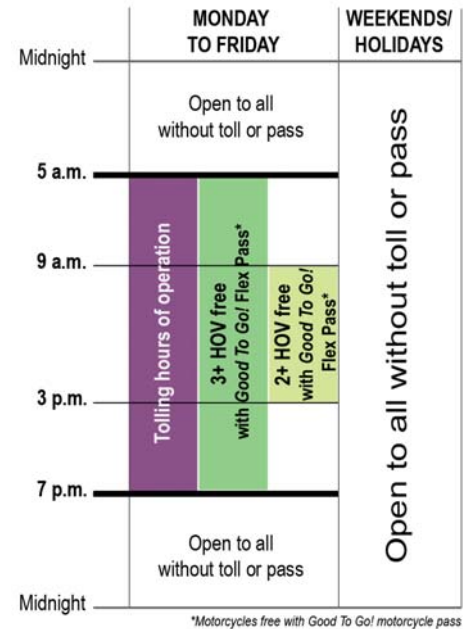 MONDAY
TO FRIDAY
WEEKENDS/
HOLIDAYS
Midnight
Open to all
without toll or pass
5 a.m.
9 a.m.
3 p.m.
7 p.m.
Tolling hours of operation
3+ HOV free
with Good To Go! Flex Pass*
2+ HOV free
with Good To Go!
Flex Pass*
Open to all without toll or pass
Open to all
without toll or pass
Midnight
*Motorcycles free with Good To Go! motorcycle pass